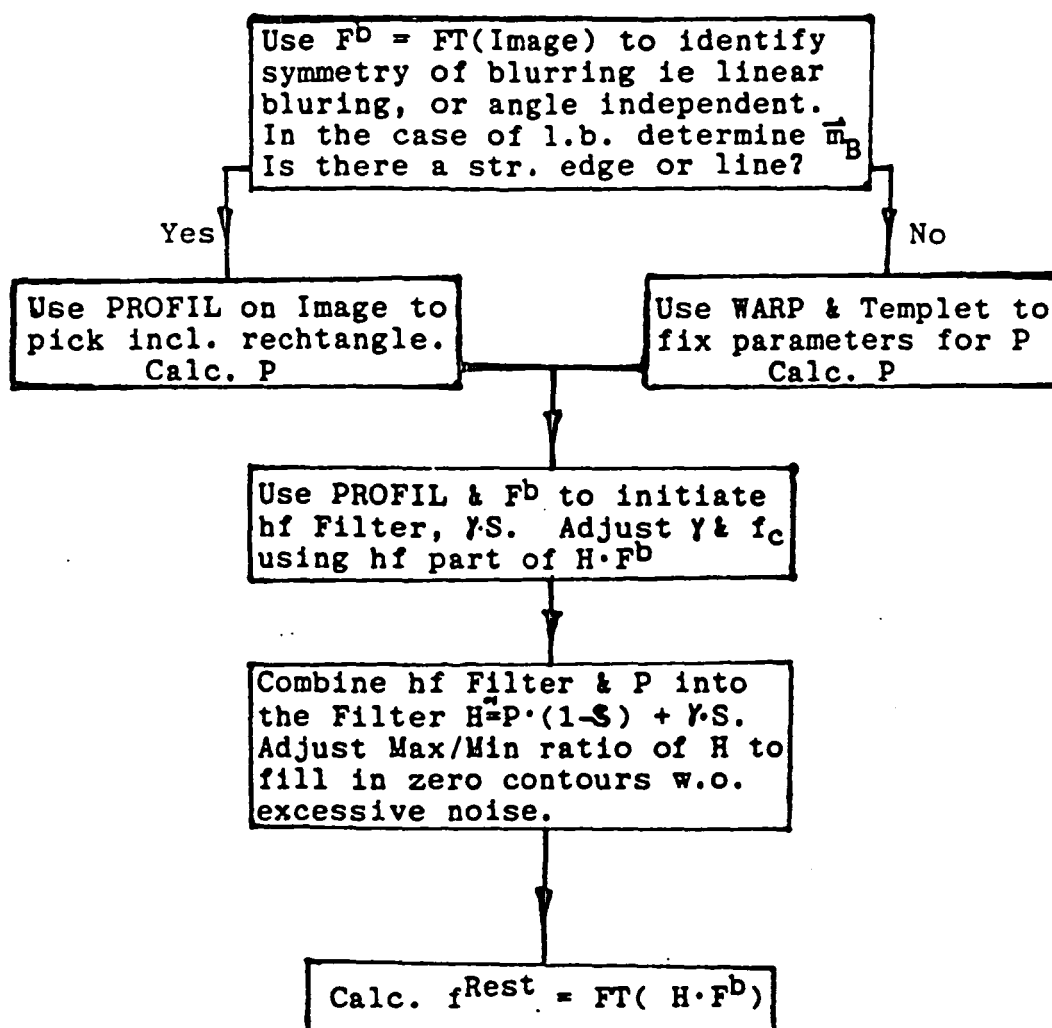 Use F^b = FT(Image) to identify
symmetry of blurring ie linear
bluring, or angle independent.
In the case of l.b. determine m⃗_B
Is there a str. edge or line?
Yes
No
Use PROFIL on Image to
pick incl. rechtangle.
Calc. P
Use WARP & Templet to
fix parameters for P
Calc. P
Use PROFIL & F^b to initiate
hf Filter, γ·S. Adjust γ & f_c
using hf part of H·F^b
Combine hf Filter & P into
the Filter H̃=P·(1-S) + γ·S.
Adjust Max/Min ratio of H to
fill in zero contours w.o.
excessive noise.
Calc. f^Rest = FT( H·F^b)